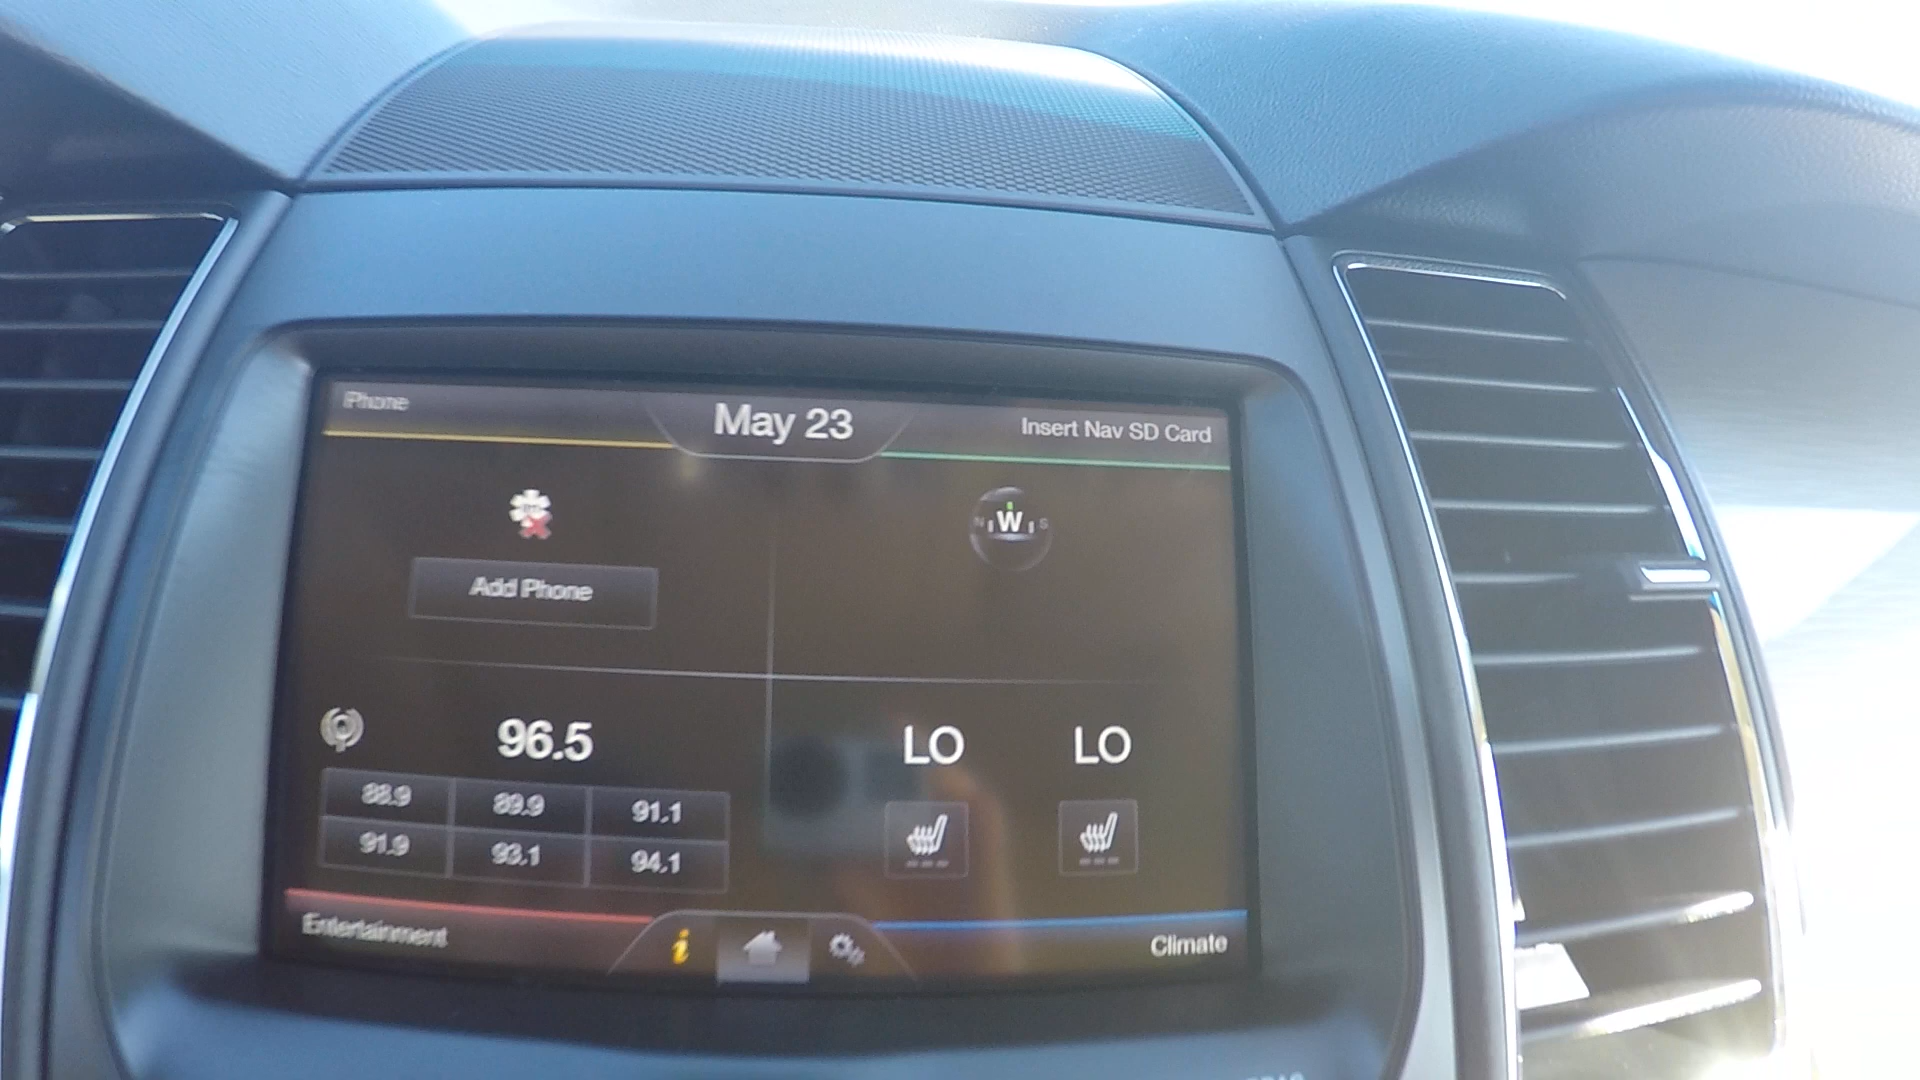 Phone
May 23
Insert Nav SD Card
N W S
Add Phone
96.5
LO LO
88.9 89.9 91.1
91.9 93.1 94.1
Entertainment
i
Climate